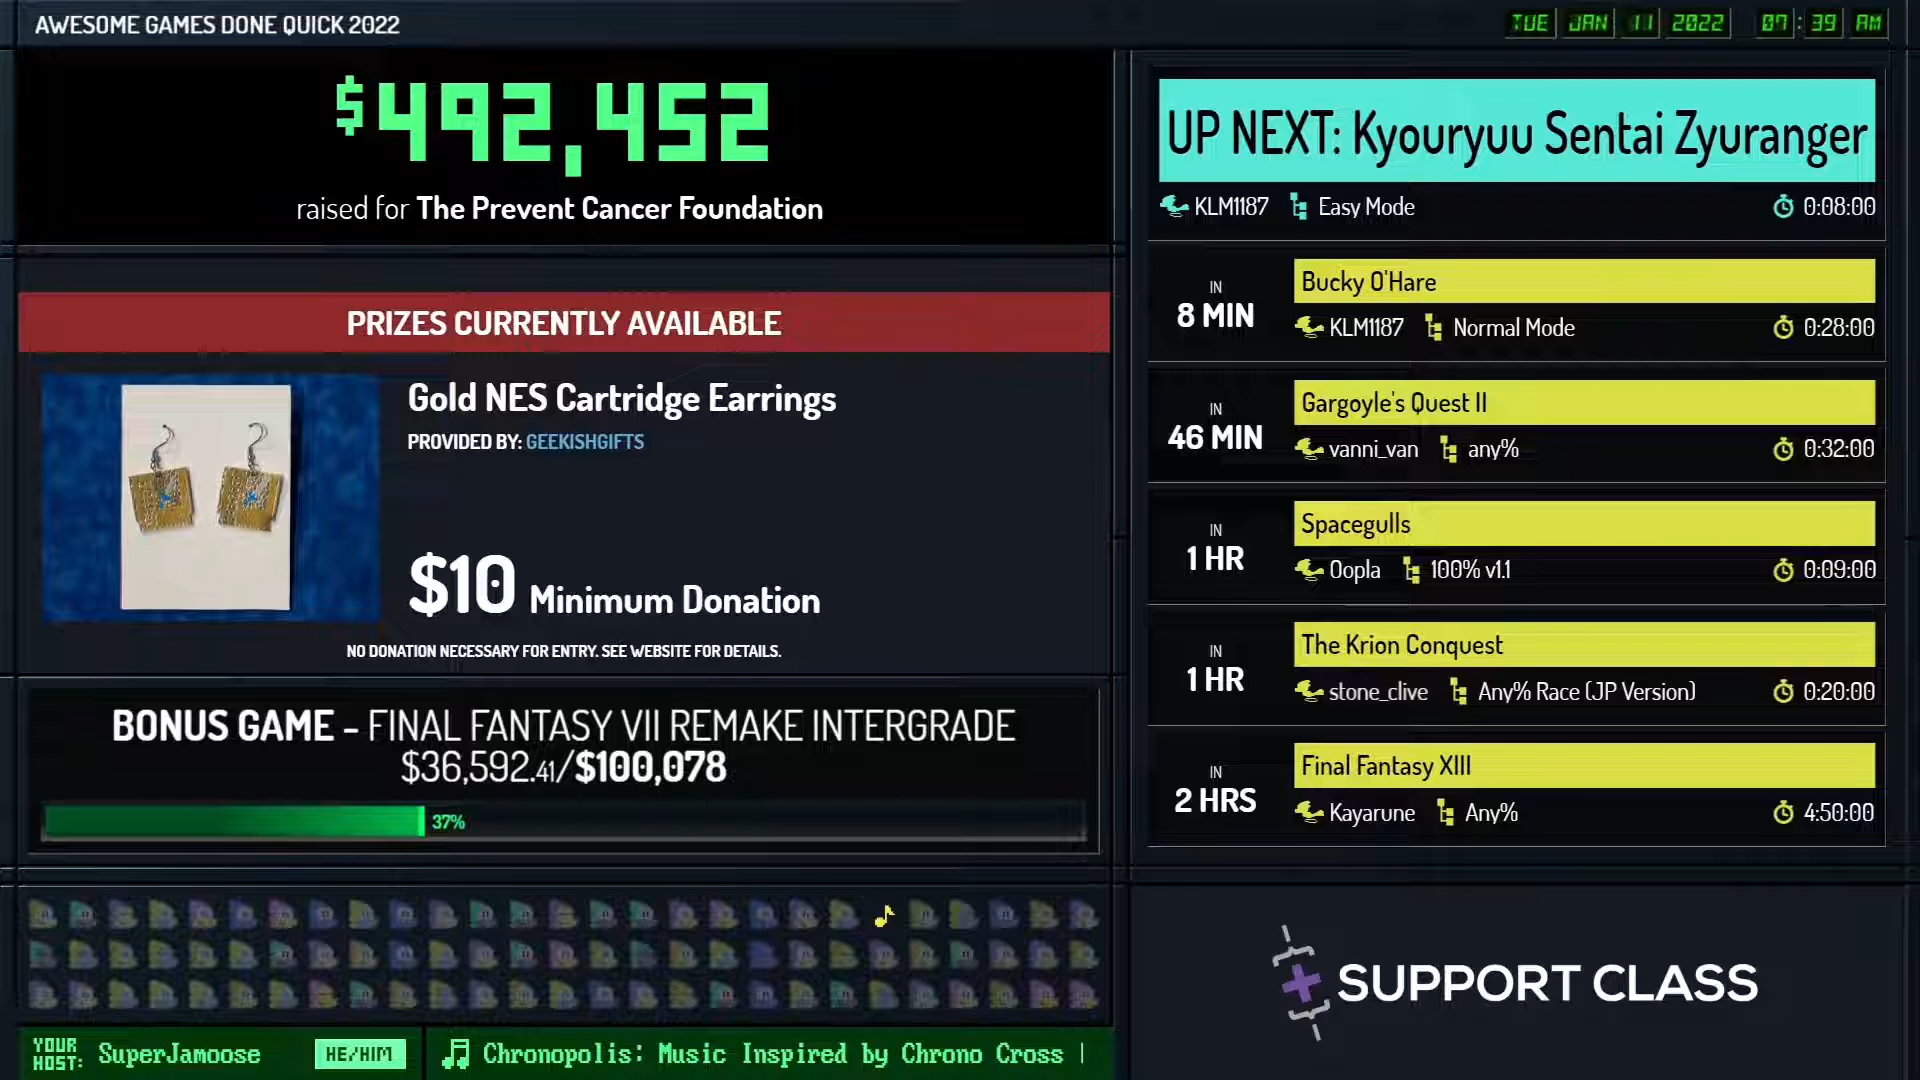 AWESOME GAMES DONE QUICK 2022
TUE JAN 11 2022 07:39 AM
$492,452
raised for The Prevent Cancer Foundation
PRIZES CURRENTLY AVAILABLE
Gold NES Cartridge Earrings
PROVIDED BY: GEEKISHGIFTS
$10 Minimum Donation
NO DONATION NECESSARY FOR ENTRY. SEE WEBSITE FOR DETAILS.
BONUS GAME – FINAL FANTASY VII REMAKE INTERGRADE
$36,592.41/$100,078
37%
UP NEXT: Kyouryuu Sentai Zyuranger
KLM1187 Easy Mode 0:08:00
IN 8 MIN
Bucky O'Hare
KLM1187 Normal Mode 0:28:00
IN 46 MIN
Gargoyle's Quest II
vanni_van any% 0:32:00
IN 1 HR
Spacegulls
Oopla 100% v1.1 0:09:00
IN 1 HR
The Krion Conquest
stone_clive Any% Race (JP Version) 0:20:00
IN 2 HRS
Final Fantasy XIII
Kayarune Any% 4:50:00
SUPPORT CLASS
YOUR HOST: SuperJamoose HE/HIM
Chronopolis: Music Inspired by Chrono Cross |